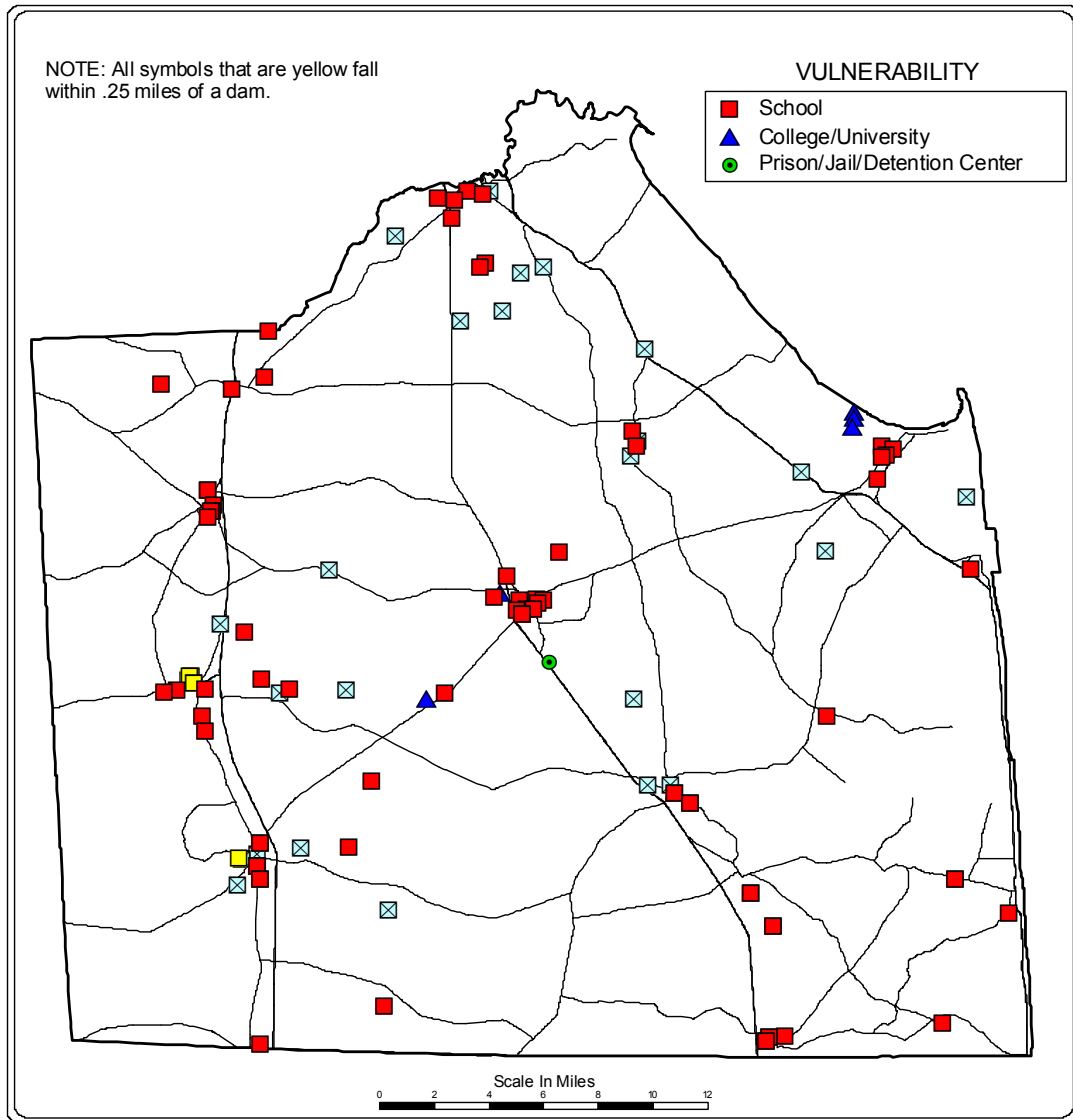 NOTE: All symbols that are yellow fall
within .25 miles of a dam.
VULNERABILITY
School
College/University
Prison/Jail/Detention Center
Scale In Miles
0 2 4 6 8 10 12